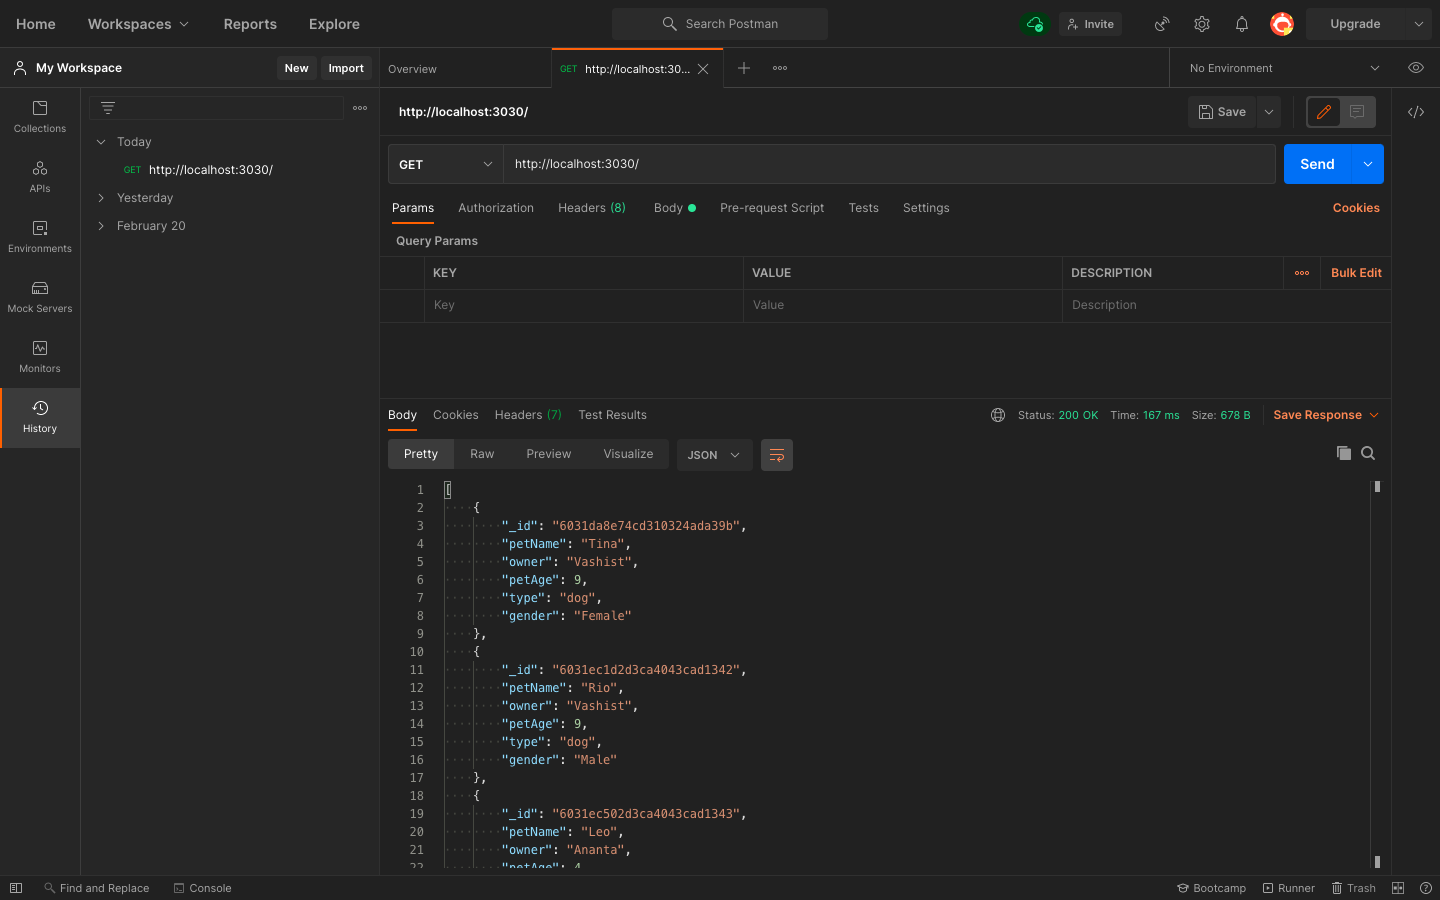 Home Workspaces Reports Explore Search Postman Invite Upgrade
My Workspace New Import Overview GET http://localhost:30... No Environment
Collections
APIs
Environments
Mock Servers
Monitors
History
Today
GET http://localhost:3030/
Yesterday
February 20
http://localhost:3030/ Save
GET http://localhost:3030/ Send
Params Authorization Headers (8) Body Pre-request Script Tests Settings Cookies
Query Params
KEY VALUE DESCRIPTION Bulk Edit
Key Value Description
Body Cookies Headers (7) Test Results Status: 200 OK Time: 167 ms Size: 678 B Save Response
Pretty Raw Preview Visualize JSON
1 [
2 {
3 "_id": "6031da8e74cd310324ada39b",
4 "petName": "Tina",
5 "owner": "Vashist",
6 "petAge": 9,
7 "type": "dog",
8 "gender": "Female"
9 },
10 {
11 "_id": "6031ec1d2d3ca4043cad1342",
12 "petName": "Rio",
13 "owner": "Vashist",
14 "petAge": 9,
15 "type": "dog",
16 "gender": "Male"
17 },
18 {
19 "_id": "6031ec502d3ca4043cad1343",
20 "petName": "Leo",
21 "owner": "Ananta",
22 "petAge": 4
Find and Replace Console Bootcamp Runner Trash